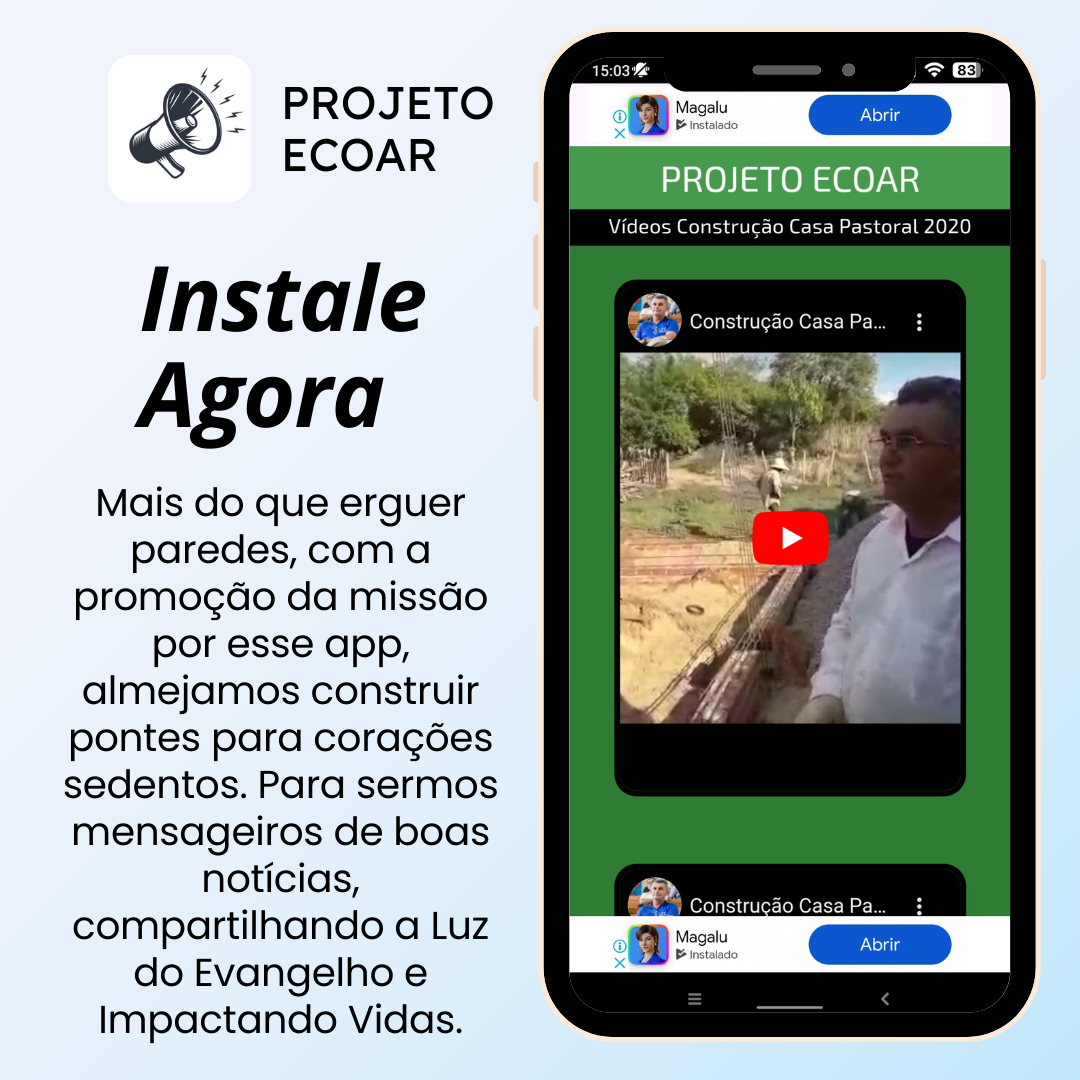 PROJETO
ECOAR
Instale
Agora
Mais do que erguer
paredes, com a
promoção da missão
por esse app,
almejamos construir
pontes para corações
sedentos. Para sermos
mensageiros de boas
notícias,
compartilhando a Luz
do Evangelho e
Impactando Vidas.
15:03
83
Magalu
Instalado
Abrir
PROJETO ECOAR
Vídeos Construção Casa Pastoral 2020
Construção Casa Pa...
Construção Casa Pa...
Magalu
Instalado
Abrir